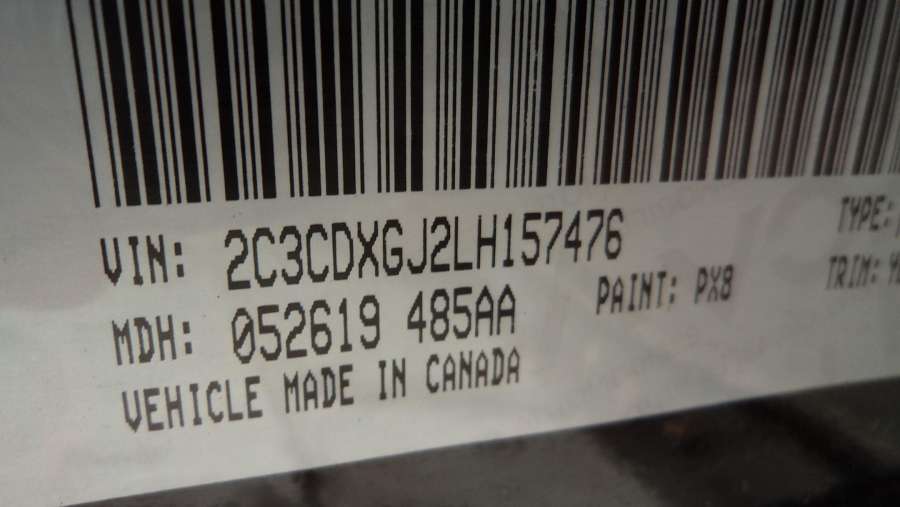 VIN: 2C3CDXGJ2LH157476
TYPE:
MDH: 052619 485AA
PAINT: PX8
TRIM:
VEHICLE MADE IN CANADA